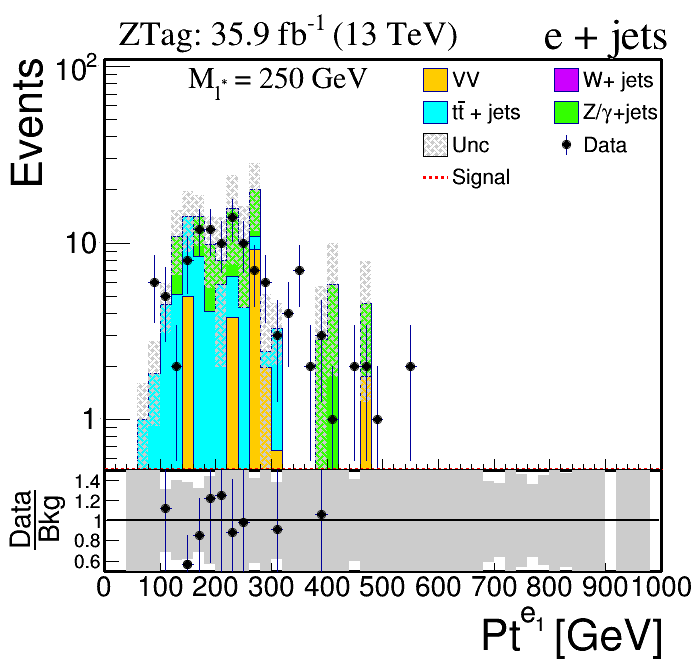 ZTag: 35.9 fb-1 (13 TeV)
e + jets
Events
10²
10
1
M l* = 250 GeV
VV
W+ jets
tt̄ + jets
Z/γ+jets
Unc
Data
Signal
Data
Bkg
1.4
1.2
1
0.8
0.6
0 100 200 300 400 500 600 700 800 900 1000
Pt e1 [GeV]